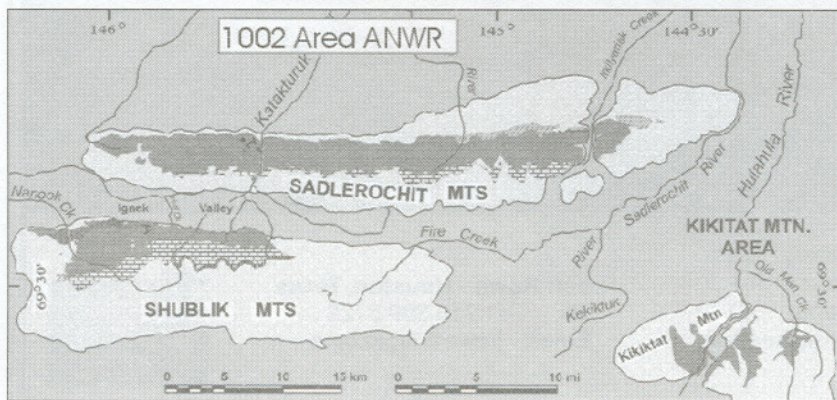 146°
145°
144° 30'
1002 Area ANWR
Katakturuk
River
Itkilyariak Creek
Hulahula River
SADLEROCHIT MTS
Sadlerochit River
Nanook Ck
Ignek Valley
Fire Creek
KIKITAT MTN.
AREA
69° 30'
69° 30'
Old Man Ck
SHUBLIK MTS
Kekiktuk River
Kikiktat Mtn
0 5 10 15 km
0 5 10 mi